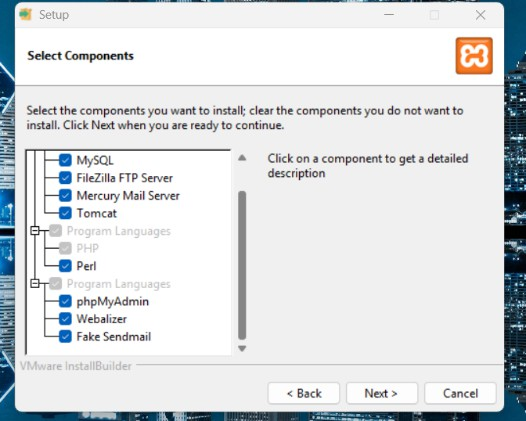 Setup
Select Components
Select the components you want to install; clear the components you do not want to
install. Click Next when you are ready to continue.
MySQL
FileZilla FTP Server
Mercury Mail Server
Tomcat
Program Languages
PHP
Perl
Program Languages
phpMyAdmin
Webalizer
Fake Sendmail
Click on a component to get a detailed
description
VMware InstallBuilder
< Back
Next >
Cancel